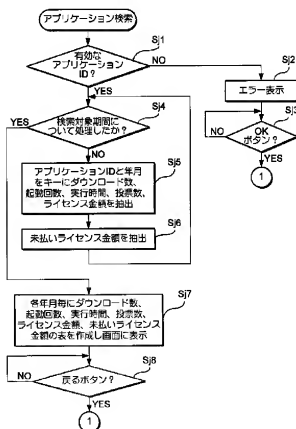 アプリケーション検索
Sj1
有効な
アプリケーション
ID?
NO
YES
Sj2
エラー表示
Sj3
OK
ボタン?
YES
1
Sj4
検索対象期間に
ついて処理したか?
YES
NO
Sj5
アプリケーションIDと年月
をキーにダウンロード数、
起動回数、実行時間、投票数、
ライセンス金額を抽出
Sj6
未払いライセンス金額を抽出
Sj7
各年月毎にダウンロード数、
起動回数、実行時間、投票数、
ライセンス金額、未払いライセンス
金額の表を作成し画面に表示
Sj8
戻るボタン?
NO
YES
1